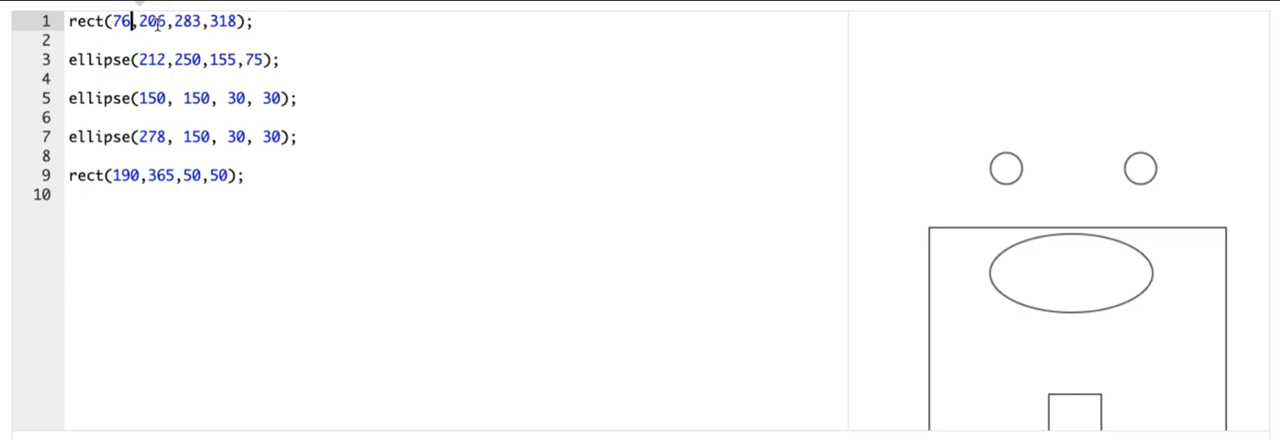 1 rect(76,206,283,318);
2
3 ellipse(212,250,155,75);
4
5 ellipse(150, 150, 30, 30);
6
7 ellipse(278, 150, 30, 30);
8
9 rect(190,365,50,50);
10